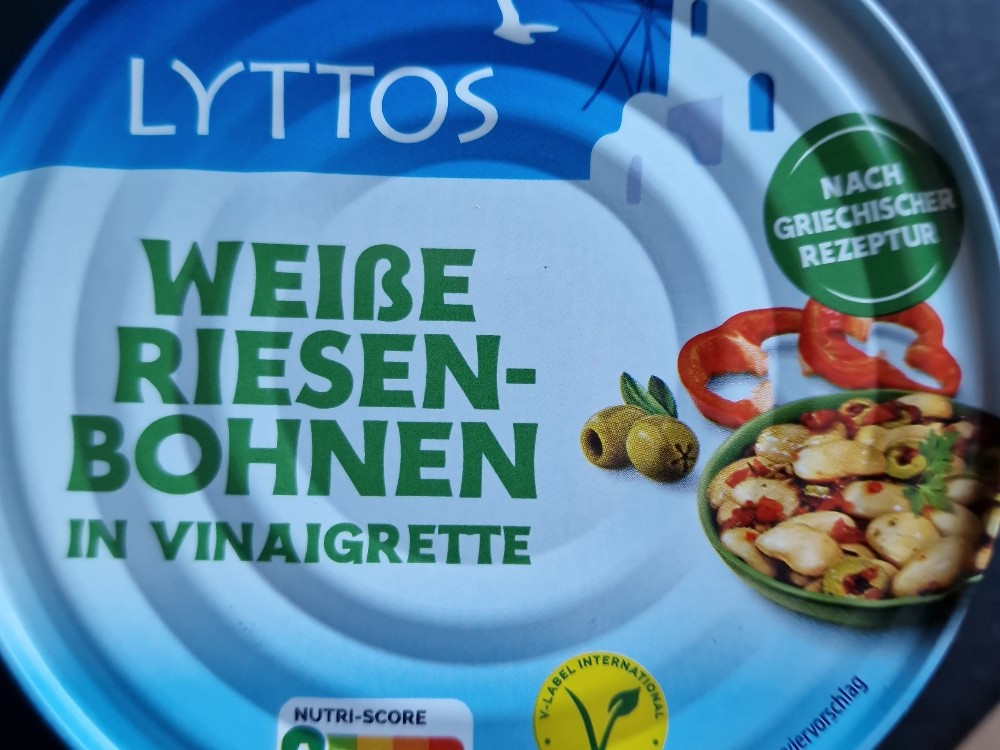 LYTTOS
NACH
GRIECHISCHER
REZEPTUR
WEIßE
RIESEN-
BOHNEN
IN VINAIGRETTE
V-LABEL INTERNATIONAL
NUTRI-SCORE